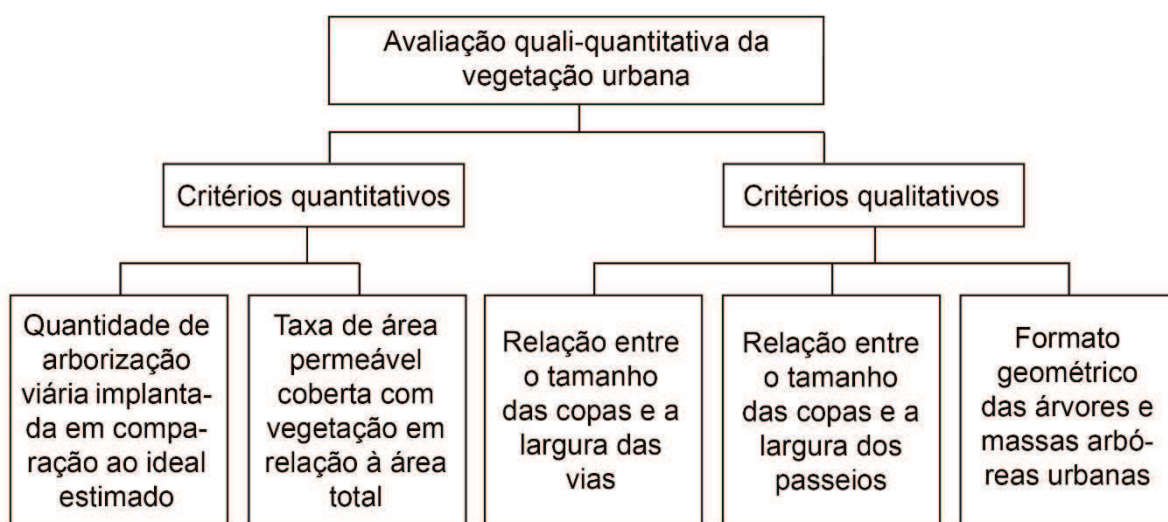 Avaliação quali-quantitativa da
vegetação urbana
Critérios quantitativos
Critérios qualitativos
Quantidade de
arborização
viária implanta-
da em compa-
ração ao ideal
estimado
Taxa de área
permeável
coberta com
vegetação em
relação à área
total
Relação entre
o tamanho
das copas e a
largura das
vias
Relação entre
o tamanho
das copas e a
largura dos
passeios
Formato
geométrico
das árvores e
massas arbó-
reas urbanas